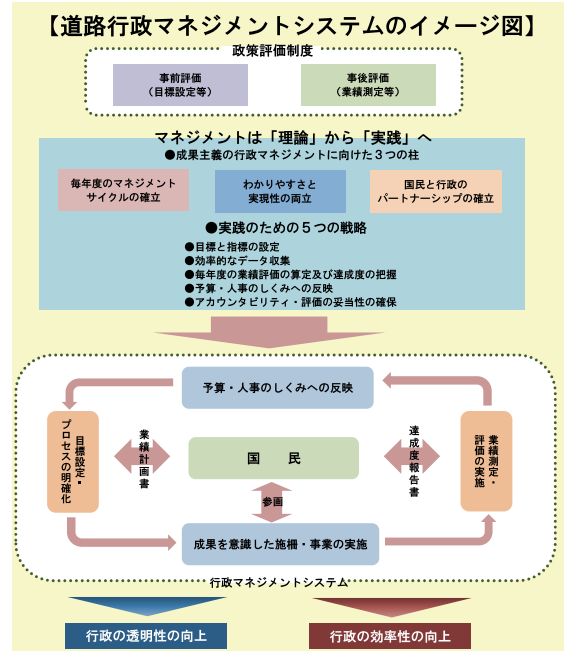 【道路行政マネジメントシステムのイメージ図】
政策評価制度
事前評価
（目標設定等）
事後評価
（業績測定等）
マネジメントは「理論」から「実践」へ
●成果主義の行政マネジメントに向けた３つの柱
毎年度のマネジメント
サイクルの確立
わかりやすさと
実現性の両立
国民と行政の
パートナーシップの確立
●実践のための５つの戦略
●目標と指標の設定
●効率的なデータ収集
●毎年度の業績評価の算定及び達成度の把握
●予算・人事のしくみへの反映
●アカウンタビリティ・評価の妥当性の確保
予算・人事のしくみへの反映
目標設定・
プロセスの明確化
業績計画書
国　民
達成度報告書
業績測定・
評価の実施
参画
成果を意識した施柵・事業の実施
行政マネジメントシステム
行政の透明性の向上
行政の効率性の向上